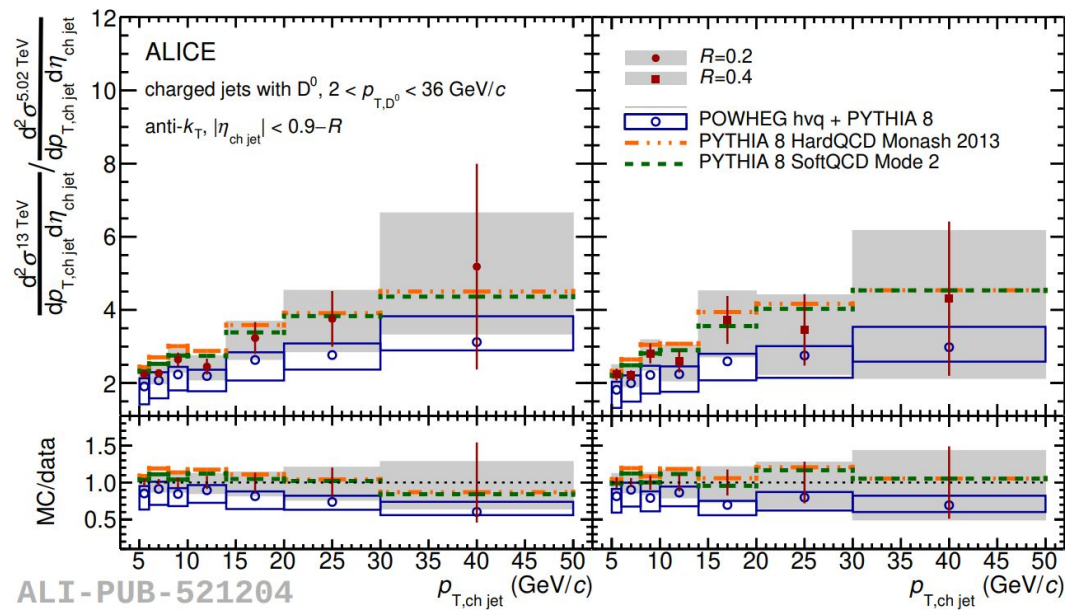 d²σ^13 TeV / dp_T,ch jet dη_ch jet / d²σ^5.02 TeV / dp_T,ch jet dη_ch jet
12
10
8
6
4
2
ALICE
charged jets with D⁰, 2 < p_T,D⁰ < 36 GeV/c
anti-k_T, |η_ch jet| < 0.9−R
R=0.2
R=0.4
POWHEG hvq + PYTHIA 8
PYTHIA 8 HardQCD Monash 2013
PYTHIA 8 SoftQCD Mode 2
MC/data
1.5
1.0
0.5
5 10 15 20 25 30 35 40 45 50
5 10 15 20 25 30 35 40 45 50
p_T,ch jet (GeV/c)
p_T,ch jet (GeV/c)
ALI-PUB-521204